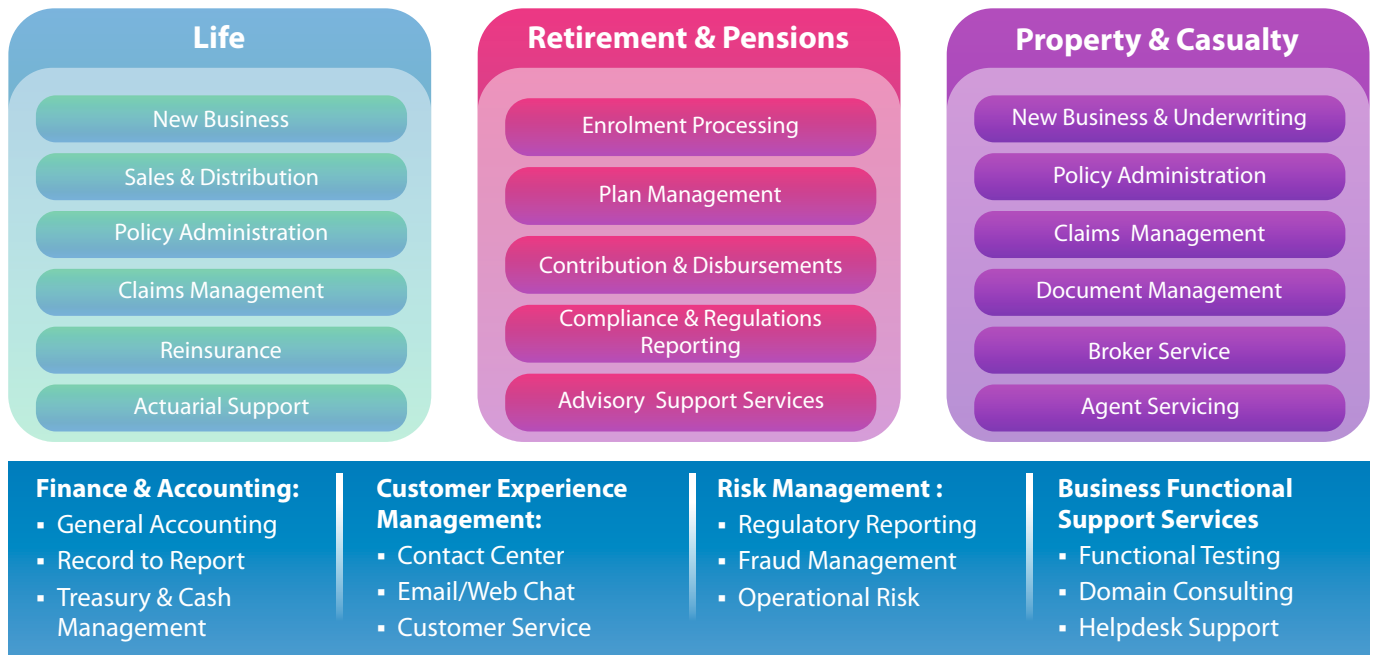 Life
New Business
Sales & Distribution
Policy Administration
Claims Management
Reinsurance
Actuarial Support
Retirement & Pensions
Enrolment Processing
Plan Management
Contribution & Disbursements
Compliance & Regulations
Reporting
Advisory Support Services
Property & Casualty
New Business & Underwriting
Policy Administration
Claims Management
Document Management
Broker Service
Agent Servicing
Finance & Accounting:
▪ General Accounting
▪ Record to Report
▪ Treasury & Cash
Management
Customer Experience
Management:
▪ Contact Center
▪ Email/Web Chat
▪ Customer Service
Risk Management :
▪ Regulatory Reporting
▪ Fraud Management
▪ Operational Risk
Business Functional
Support Services
▪ Functional Testing
▪ Domain Consulting
▪ Helpdesk Support